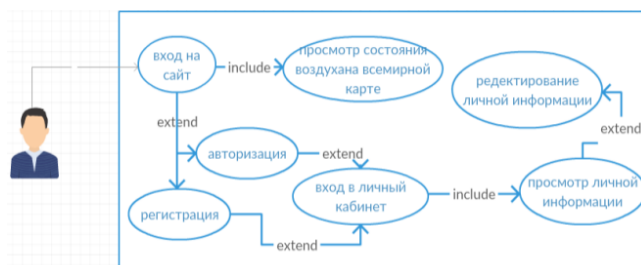 вход на
сайт
include
просмотр состояния
воздухана всемирной
карте
редектирование
личной информации
extend
extend
авторизация
extend
вход в личный
кабинет
include
просмотр личной
информации
регистрация
extend